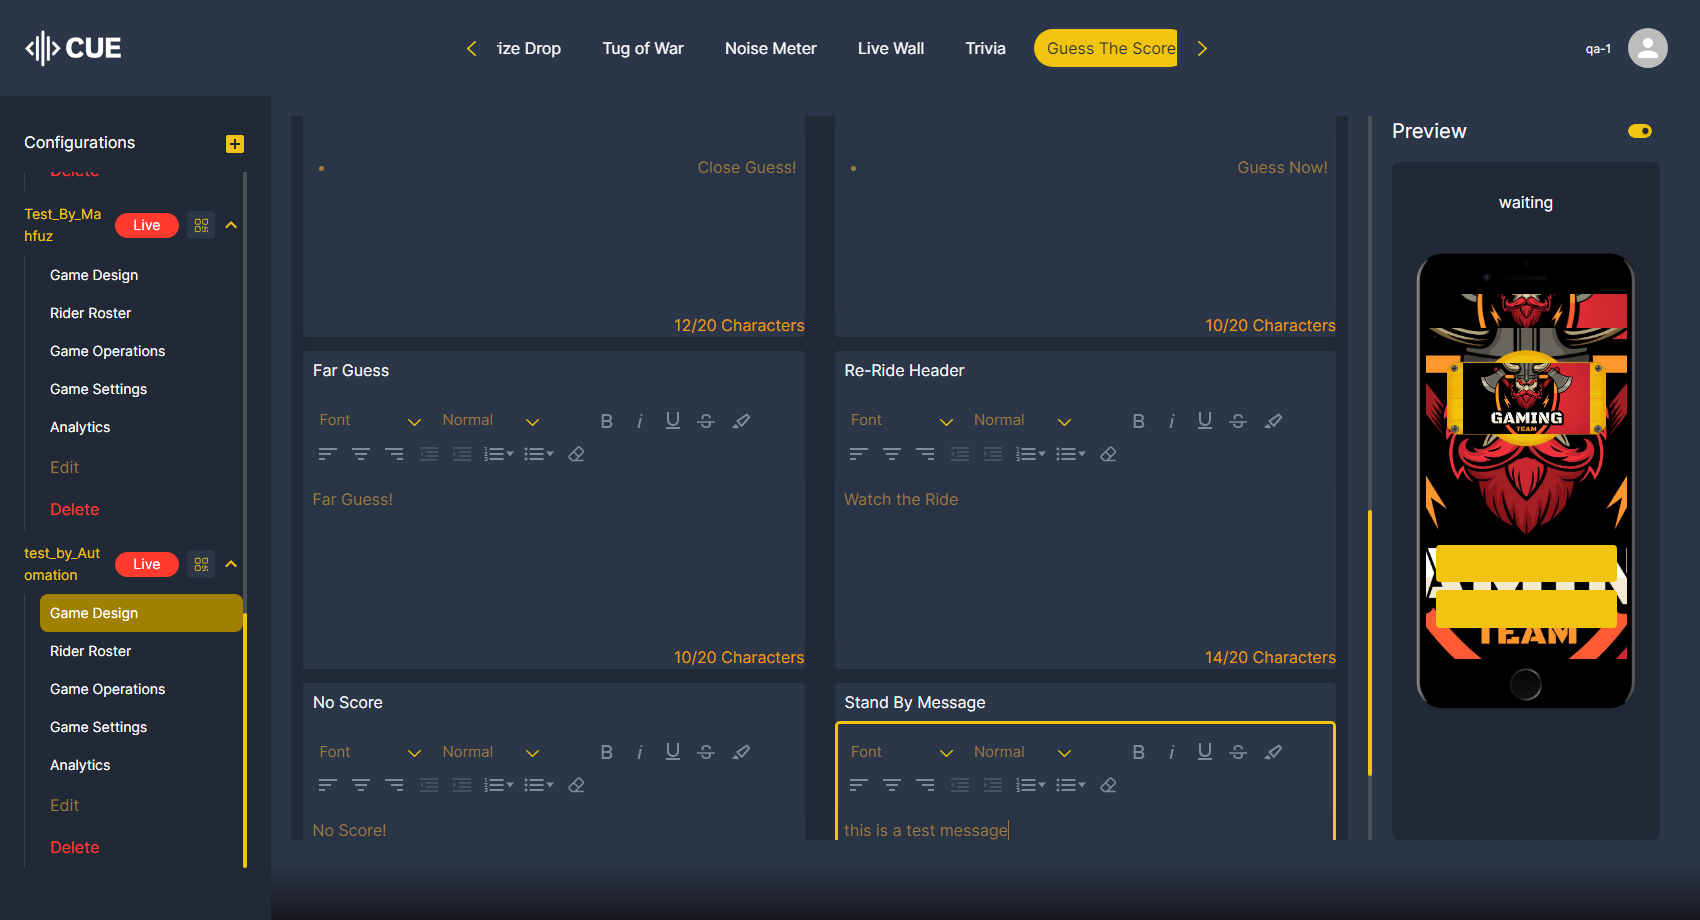 CUE
ize Drop
Tug of War
Noise Meter
Live Wall
Trivia
Guess The Score
qa-1
Configurations
Delete
Test_By_Ma
hfuz
Live
Game Design
Rider Roster
Game Operations
Game Settings
Analytics
Edit
Delete
test_by_Aut
omation
Live
Game Design
Rider Roster
Game Operations
Game Settings
Analytics
Edit
Delete
Close Guess!
12/20 Characters
Guess Now!
10/20 Characters
Far Guess
Font Normal
B i U S
Far Guess!
10/20 Characters
Re-Ride Header
Font Normal
B i U S
Watch the Ride
14/20 Characters
No Score
Font Normal
B i U S
No Score!
Stand By Message
Font Normal
B i U S
this is a test message
Preview
waiting
GAMING
TEAM
TEAM